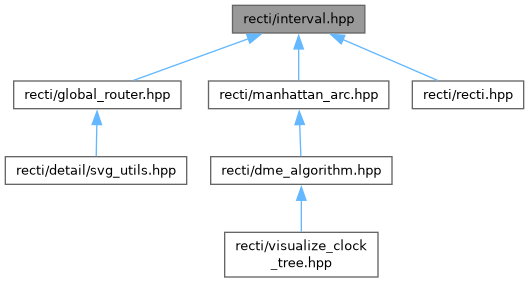 recti/interval.hpp
recti/global_router.hpp
recti/manhattan_arc.hpp
recti/recti.hpp
recti/detail/svg_utils.hpp
recti/dme_algorithm.hpp
recti/visualize_clock
_tree.hpp